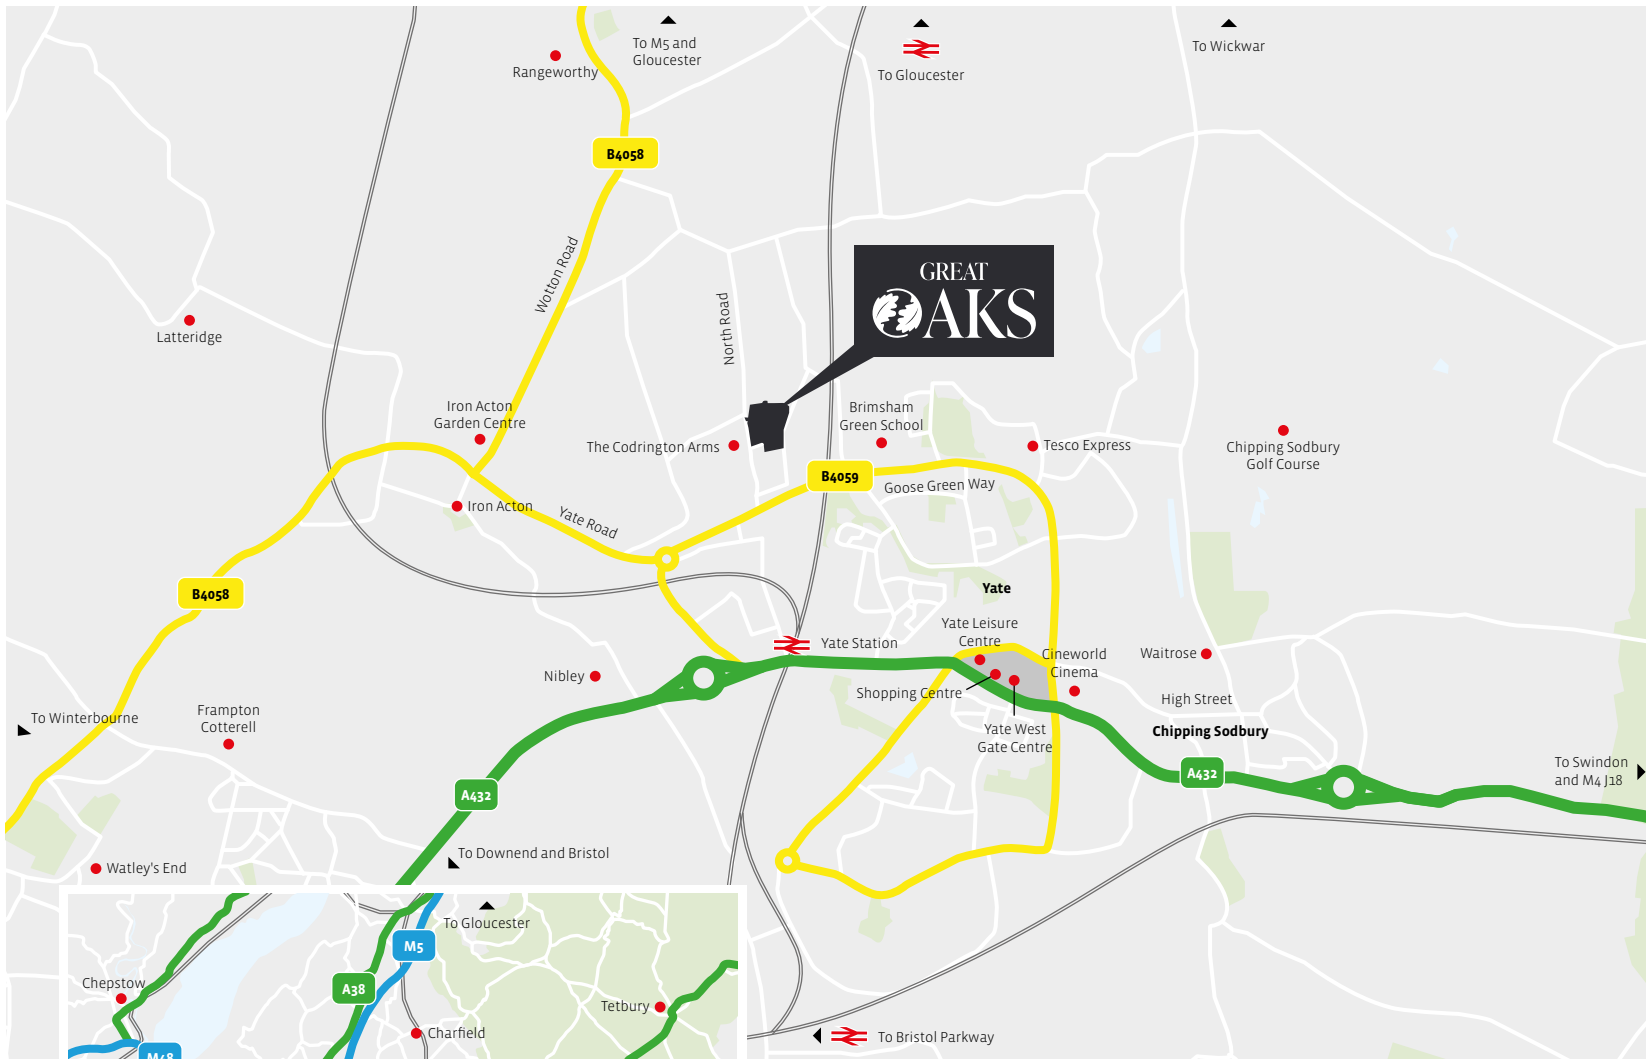 To M5 and
Gloucester
Rangeworthy
To Gloucester
To Wickwar
B4058
Wotton Road
North Road
GREAT
OAKS
Latteridge
Iron Acton
Garden Centre
The Codrington Arms
Brimsham
Green School
Tesco Express
Chipping Sodbury
Golf Course
B4059
Goose Green Way
Iron Acton
Yate Road
B4058
Yate
Yate Leisure
Centre
Yate Station
Cineworld
Cinema
Waitrose
Nibley
Shopping Centre
High Street
To Winterbourne
Frampton
Cotterell
Yate West
Gate Centre
Chipping Sodbury
A432
To Swindon
and M4 J18
A432
To Downend and Bristol
Watley's End
To Gloucester
M5
Chepstow
A38
Tetbury
Charfield
To Bristol Parkway
M48